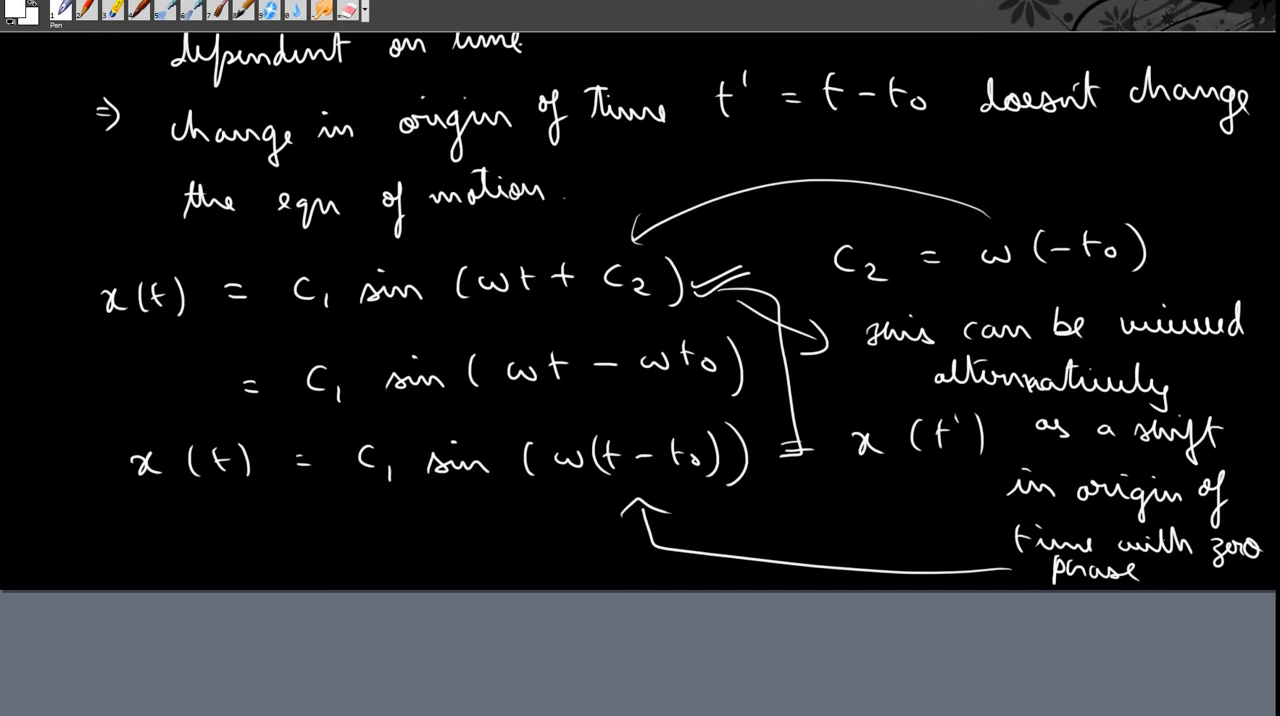 dependent on time
⇒ change in origin of time t' = t - t₀ doesn't change
the eqn of motion.
x(t) = C₁ sin (ωt + C₂)
C₂ = ω(-t₀)
= C₁ sin (ωt - ωt₀)
x(t) = C₁ sin (ω(t - t₀)) ≡ x(t')
this can be viewed
alternatively
as a shift
in origin of
time with zero
phase
Pen